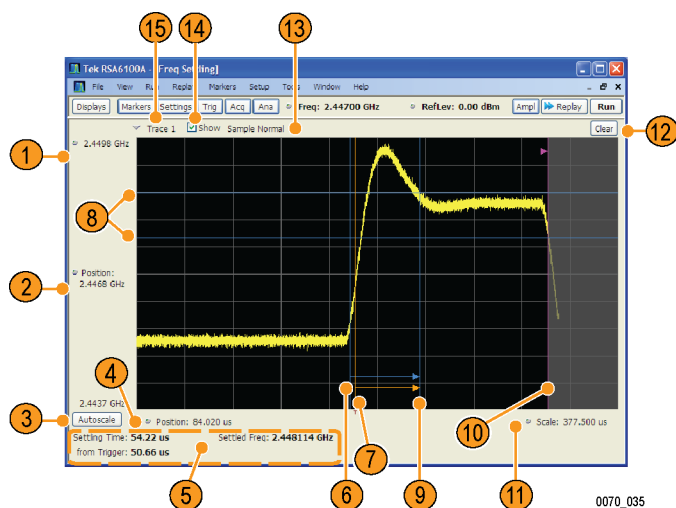 15 14 13
Tek RSA6100A - [Freq Settling]
File View Run Replay Markers Setup Tools Window Help
Displays Markers Settings Trig Acq Ana Freq: 2.44700 GHz RefLev: 0.00 dBm Ampl Replay Run
Trace 1 Show Sample Normal Clear
12
1
2.4498 GHz
8
Position:
2.4468 GHz
2
2.4437 GHz
3
Autoscale
4
Position: 84.020 us
Scale: 377.500 us
Settling Time: 54.22 us Settled Freq: 2.448114 GHz
from Trigger: 50.66 us
5
6
7
9
10
11
0070_035